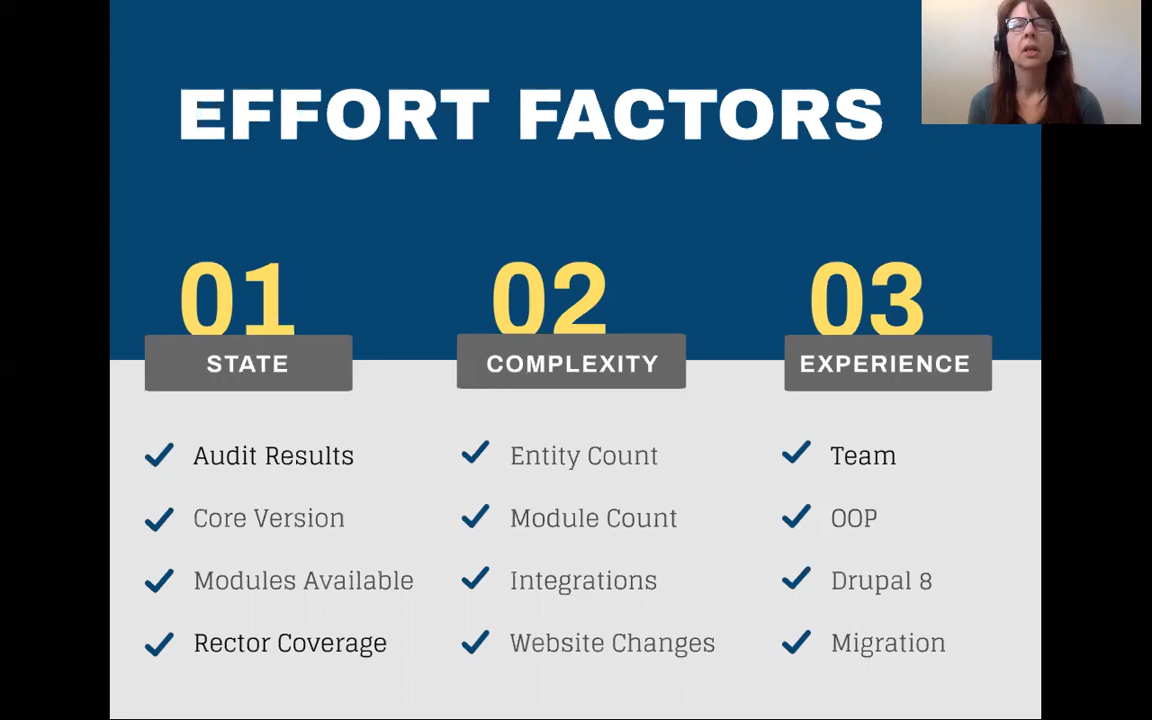 EFFORT FACTORS
01
STATE
Audit Results
Core Version
Modules Available
Rector Coverage
02
COMPLEXITY
Entity Count
Module Count
Integrations
Website Changes
03
EXPERIENCE
Team
OOP
Drupal 8
Migration